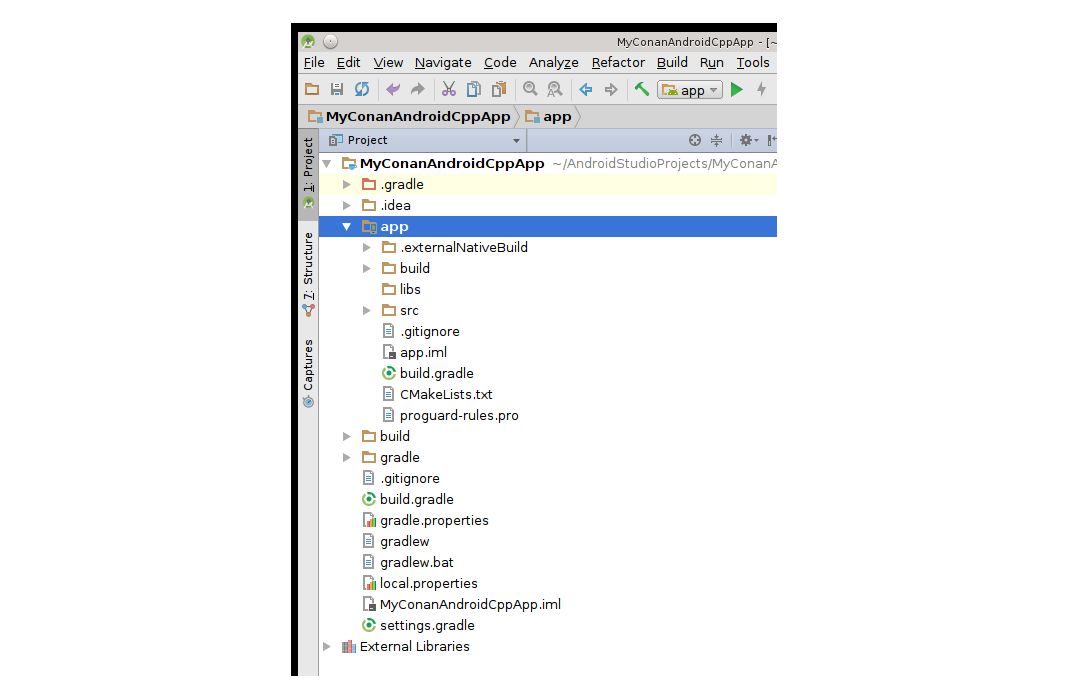 MyConanAndroidCppApp - [~
File Edit View Navigate Code Analyze Refactor Build Run Tools
app
MyConanAndroidCppApp app
1: Project
7: Structure
Captures
Project
MyConanAndroidCppApp ~/AndroidStudioProjects/MyConanA
.gradle
.idea
app
.externalNativeBuild
build
libs
src
.gitignore
app.iml
build.gradle
CMakeLists.txt
proguard-rules.pro
build
gradle
.gitignore
build.gradle
gradle.properties
gradlew
gradlew.bat
local.properties
MyConanAndroidCppApp.iml
settings.gradle
External Libraries